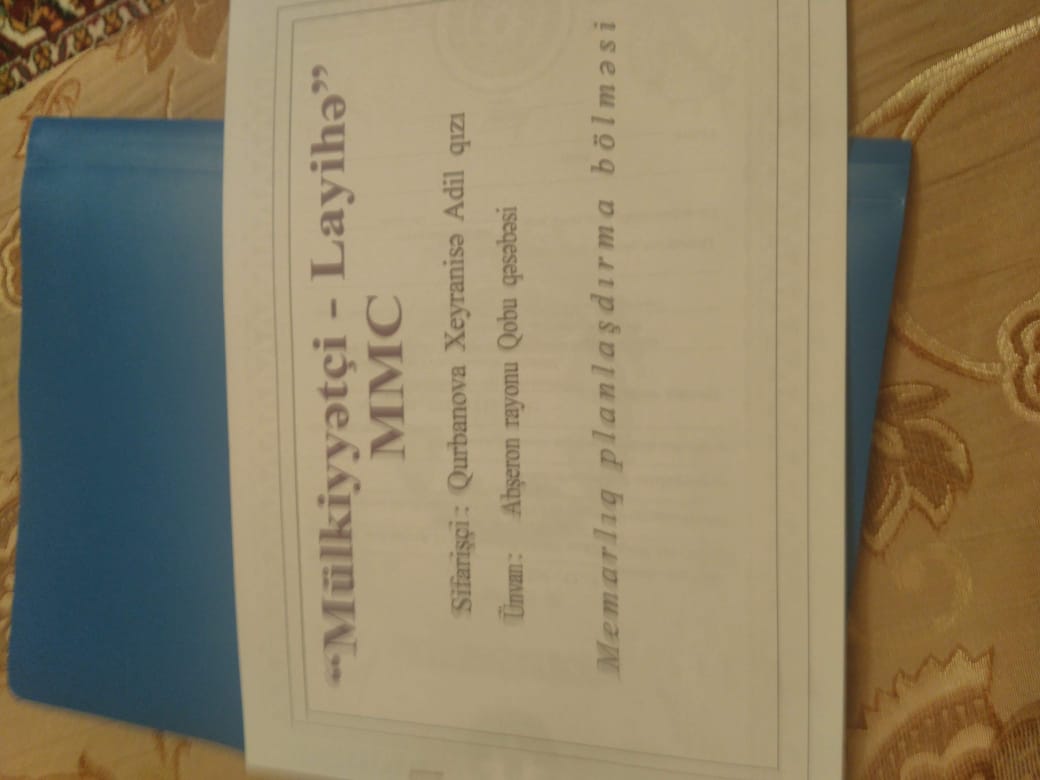 “Mülkiyyətçi - Layihə”
MMC
Sifarişçi: Qurbanova Xeyranisə Adil qızı
Ünvan: Abşeron rayonu Qobu qəsəbəsi
Memarlıq planlaşdırma bölməsi